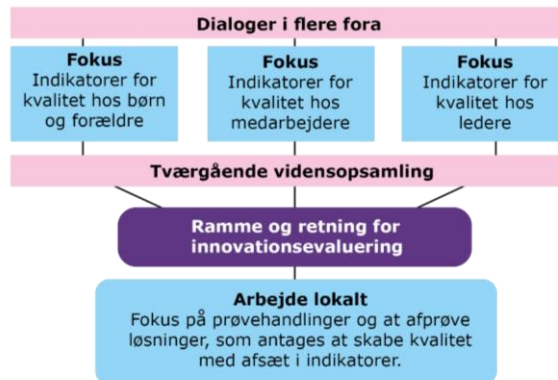 Dialoger i flere fora
Fokus
Indikatorer for
kvalitet hos børn
og forældre
Fokus
Indikatorer for
kvalitet hos
medarbejdere
Fokus
Indikatorer for
kvalitet hos
ledere
Tværgående vidensopsamling
Ramme og retning for
innovationsevaluering
Arbejde lokalt
Fokus på prøvehandlinger og at afprøve
løsninger, som antages at skabe kvalitet
med afsæt i indikatorer.